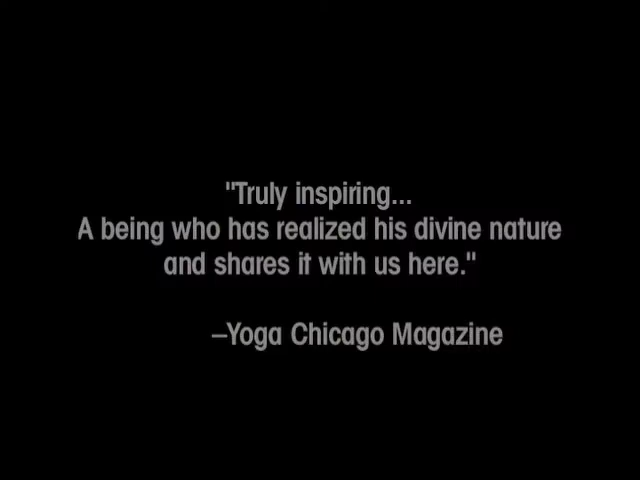 "Truly inspiring...
A being who has realized his divine nature
and shares it with us here."
–Yoga Chicago Magazine